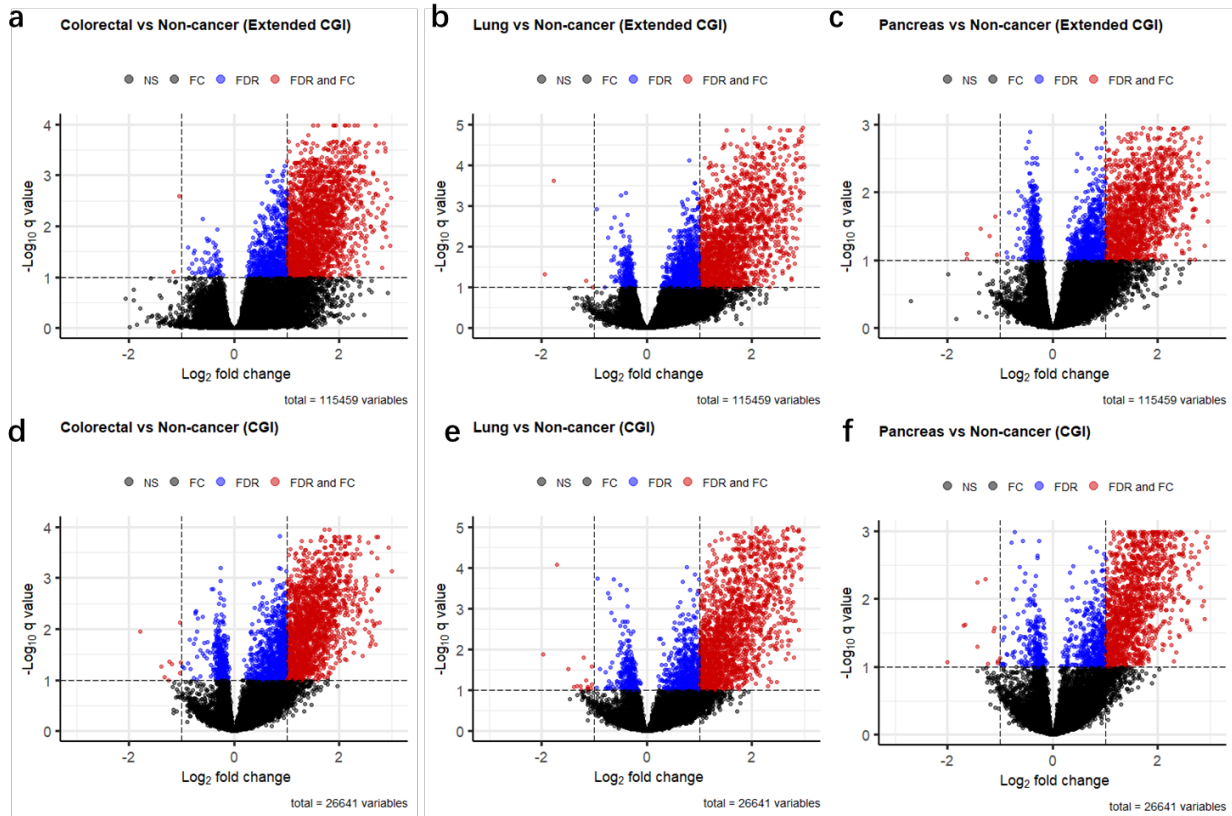 a
Colorectal vs Non-cancer (Extended CGI)
NS FC FDR FDR and FC
4
3
2
1
0
-Log10 q value
-2 0 2
Log2 fold change
total = 115459 variables
b
Lung vs Non-cancer (Extended CGI)
NS FC FDR FDR and FC
5
4
3
2
1
0
-Log10 q value
-2 0 2
Log2 fold change
total = 115459 variables
c
Pancreas vs Non-cancer (Extended CGI)
NS FC FDR FDR and FC
3
2
1
0
-Log10 q value
-2 0 2
Log2 fold change
total = 115459 variables
d
Colorectal vs Non-cancer (CGI)
NS FC FDR FDR and FC
4
3
2
1
0
-Log10 q value
-2 0 2
Log2 fold change
total = 26641 variables
e
Lung vs Non-cancer (CGI)
NS FC FDR FDR and FC
5
4
3
2
1
0
-Log10 q value
-2 0 2
Log2 fold change
total = 26641 variables
f
Pancreas vs Non-cancer (CGI)
NS FC FDR FDR and FC
3
2
1
0
-Log10 q value
-2 0 2
Log2 fold change
total = 26641 variables